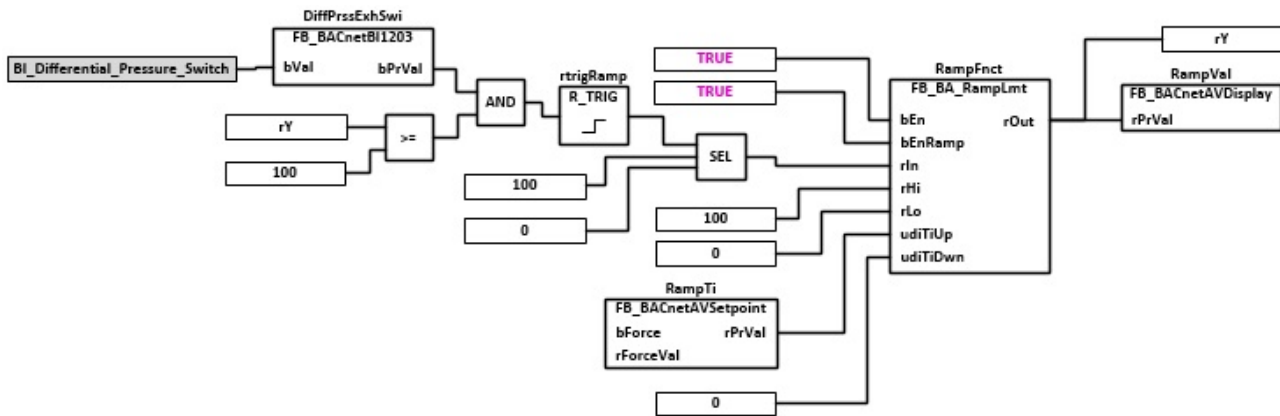 DiffPrssExhSwi
FB_BACnetBI1203
BI_Differential_Pressure_Switch
bVal
bPrVal
rY
100
>=
AND
rtrigRamp
R_TRIG
100
0
SEL
TRUE
TRUE
100
0
RampTi
FB_BACnetAVSetpoint
bForce
rPrVal
rForceVal
0
RampFnct
FB_BA_RampLmt
bEn
rOut
bEnRamp
rIn
rHi
rLo
udiTiUp
udiTiDwn
rY
RampVal
FB_BACnetAVDisplay
rPrVal